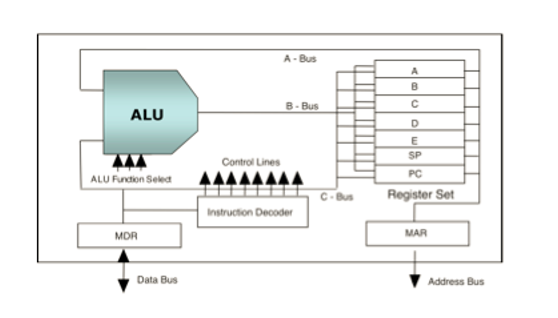 A - Bus
A
B
ALU
B - Bus
C
D
E
Control Lines
SP
ALU Function Select
PC
C - Bus
Register Set
Instruction Decoder
MDR
MAR
Data Bus
Address Bus